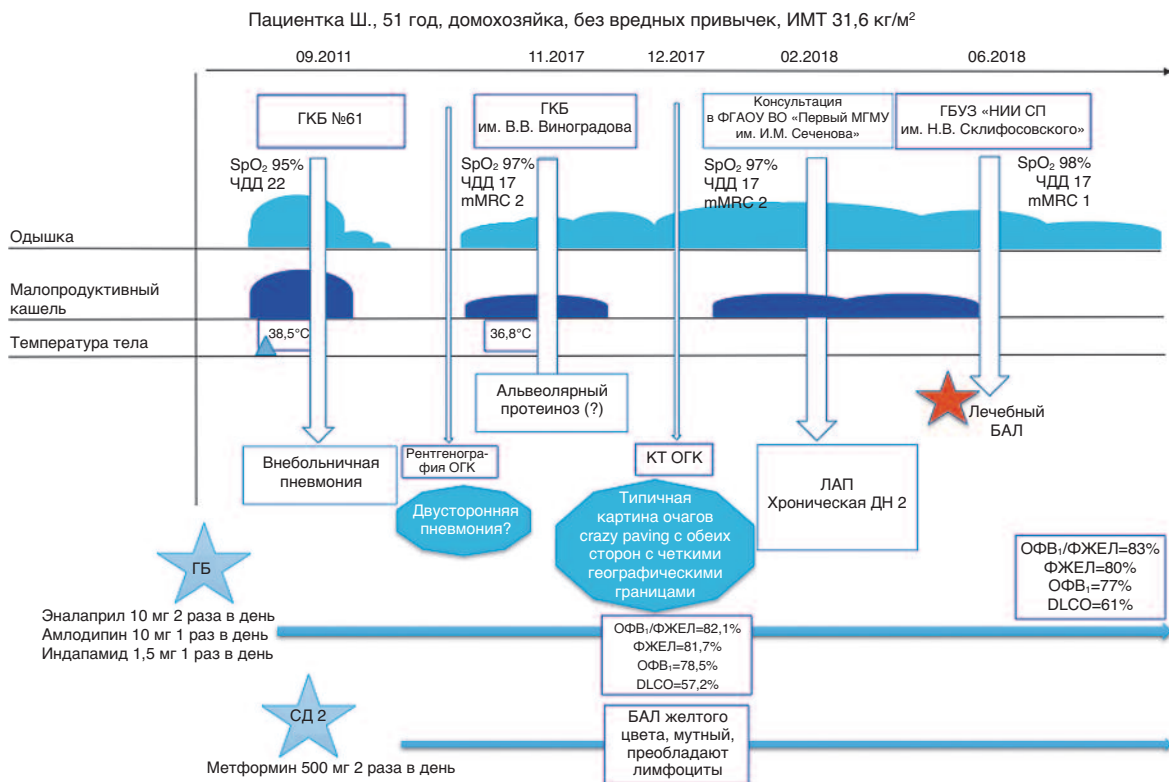 Пациентка Ш., 51 год, домохозяйка, без вредных привычек, ИМТ 31,6 кг/м²
09.2011
11.2017
12.2017
02.2018
06.2018
ГКБ №61
ГКБ
им. В.В. Виноградова
Консультация
в ФГАОУ ВО «Первый МГМУ
им. И.М. Сеченова»
ГБУЗ «НИИ СП
им. Н.В. Склифосовского»
SpO₂ 95%
ЧДД 22
SpO₂ 97%
ЧДД 17
mMRC 2
SpO₂ 97%
ЧДД 17
mMRC 2
SpO₂ 98%
ЧДД 17
mMRC 1
Одышка
Малопродуктивный
кашель
Температура тела
38,5°C
36,8°C
Альвеолярный
протеиноз (?)
Лечебный
БАЛ
Внебольничная
пневмония
Рентгеногра-
фия ОГК
КТ ОГК
ЛАП
Хроническая ДН 2
Двусторонняя
пневмония?
Типичная
картина очагов
crazy paving с обеих
сторон с четкими
географическими
границами
ОФВ₁/ФЖЕЛ=83%
ФЖЕЛ=80%
ОФВ₁=77%
DLCO=61%
ГБ
Эналаприл 10 мг 2 раза в день
Амлодипин 10 мг 1 раз в день
Индапамид 1,5 мг 1 раз в день
ОФВ₁/ФЖЕЛ=82,1%
ФЖЕЛ=81,7%
ОФВ₁=78,5%
DLCO=57,2%
СД 2
Метформин 500 мг 2 раза в день
БАЛ желтого
цвета, мутный,
преобладают
лимфоциты